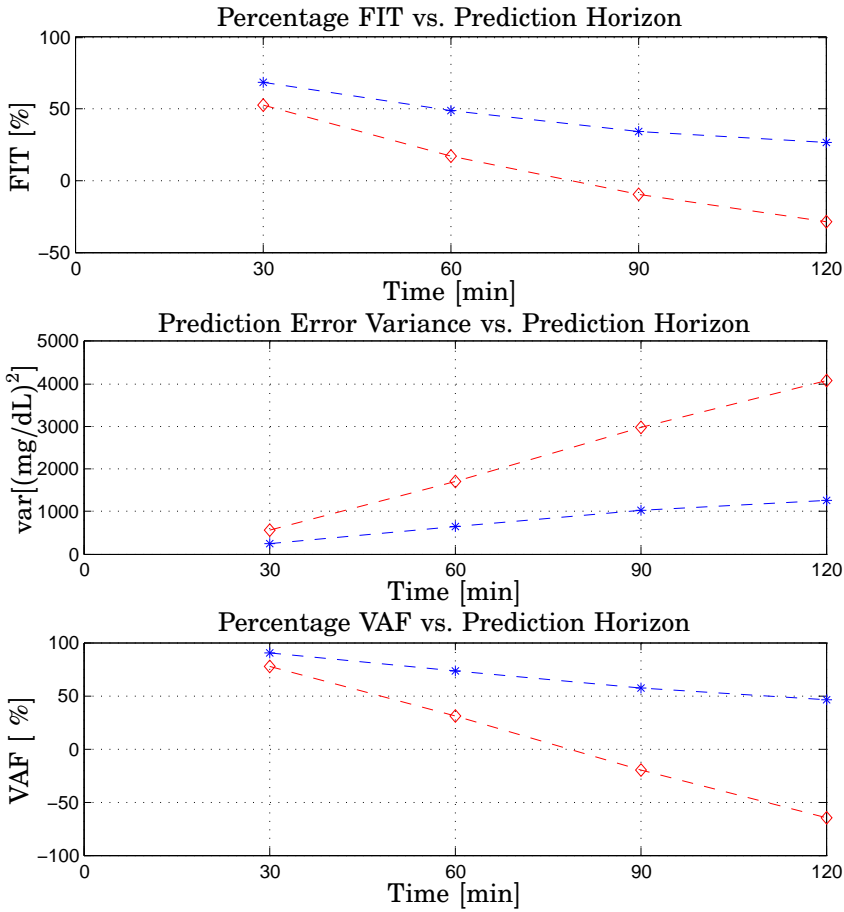 Percentage FIT vs. Prediction Horizon
100
50
0
−50
FIT [%]
0 30 60 90 120
Time [min]
Prediction Error Variance vs. Prediction Horizon
5000
4000
3000
2000
1000
0
var[(mg/dL)²]
0 30 60 90 120
Time [min]
Percentage VAF vs. Prediction Horizon
100
50
0
−50
−100
VAF [ %]
0 30 60 90 120
Time [min]